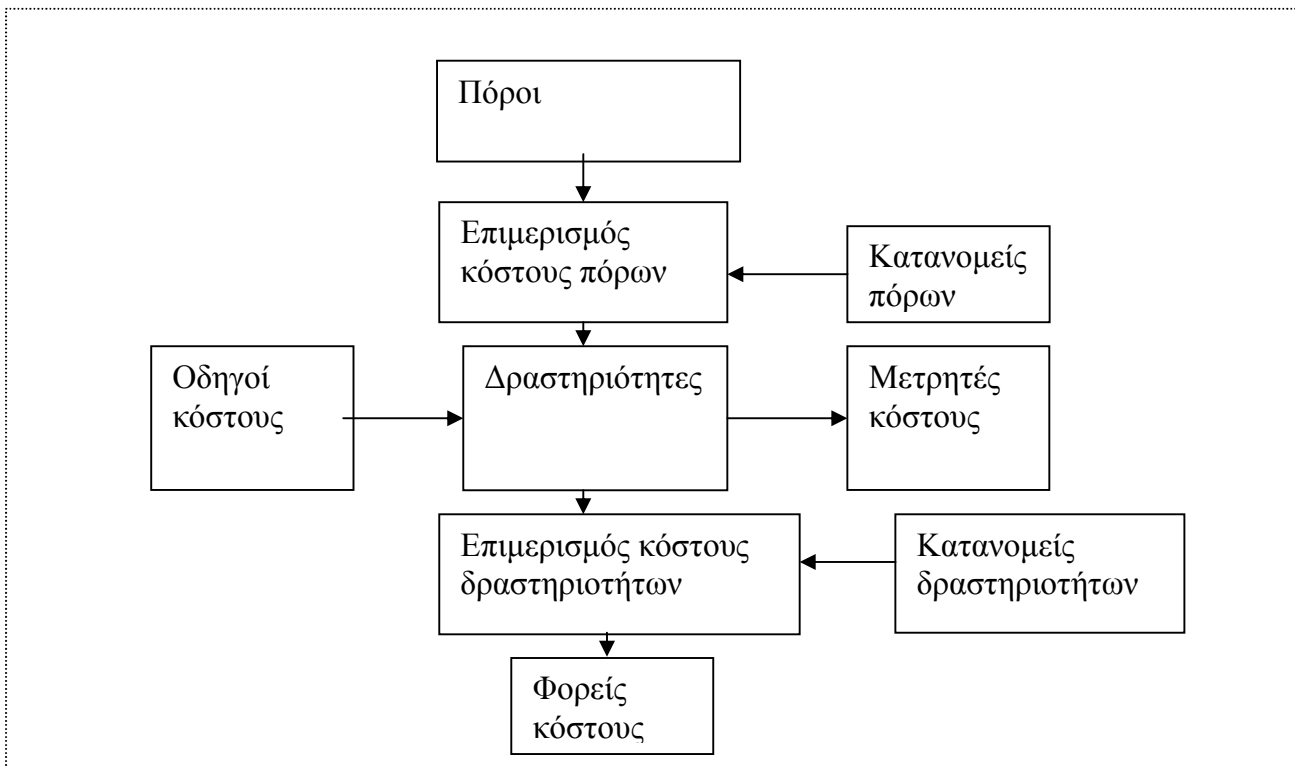 Πόροι
Επιμερισμός
κόστους πόρων
Κατανομείς
πόρων
Οδηγοί
κόστους
Δραστηριότητες
Μετρητές
κόστους
Επιμερισμός κόστους
δραστηριοτήτων
Κατανομείς
δραστηριοτήτων
Φορείς
κόστους